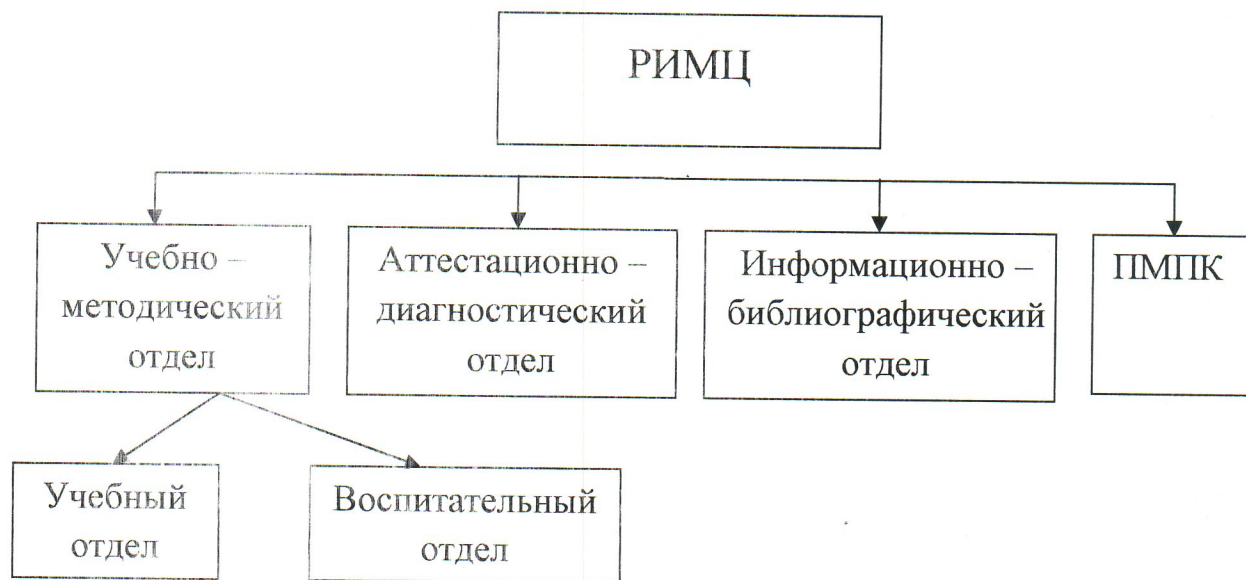 РИМЦ
Учебно –
методический
отдел
Аттестационно –
диагностический
отдел
Информационно –
библиографический
отдел
ПМПК
Учебный
отдел
Воспитательный
отдел